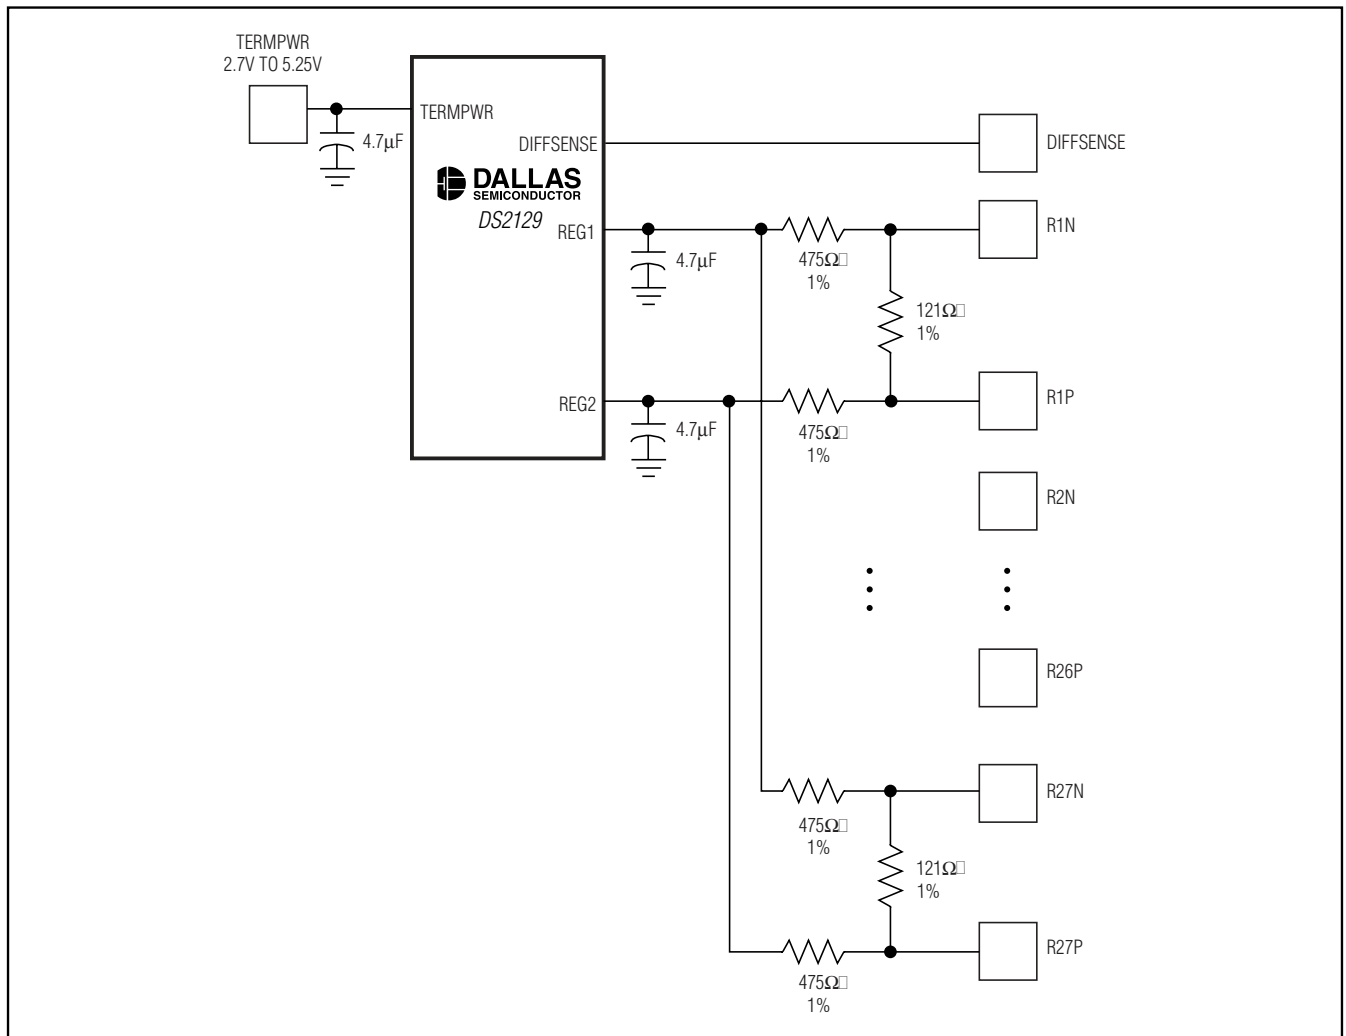 TERMPWR
2.7V TO 5.25V
TERMPWR
4.7μF
DIFFSENSE
DIFFSENSE
DALLAS
SEMICONDUCTOR
DS2129
REG1
4.7μF
475Ω
1%
R1N
121Ω
1%
REG2
4.7μF
475Ω
1%
R1P
R2N
R26P
475Ω
1%
R27N
121Ω
1%
475Ω
1%
R27P